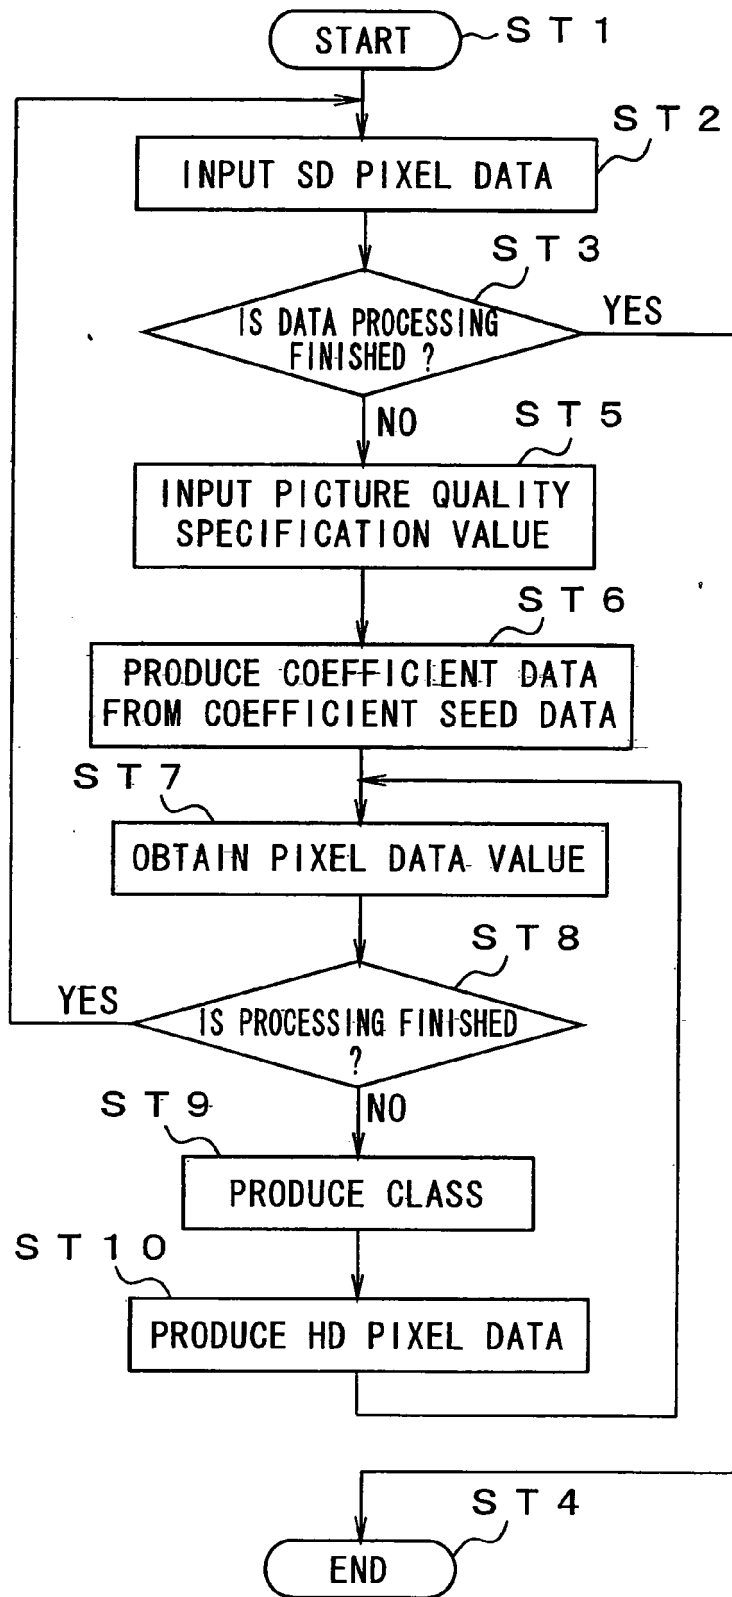 START
ST1
ST2
INPUT SD PIXEL DATA
ST3
IS DATA PROCESSING
FINISHED ?
YES
NO
ST5
INPUT PICTURE QUALITY
SPECIFICATION VALUE
ST6
PRODUCE COEFFICIENT DATA
FROM COEFFICIENT SEED DATA
ST7
OBTAIN PIXEL DATA VALUE
ST8
YES
IS PROCESSING FINISHED
?
NO
ST9
PRODUCE CLASS
ST10
PRODUCE HD PIXEL DATA
ST4
END